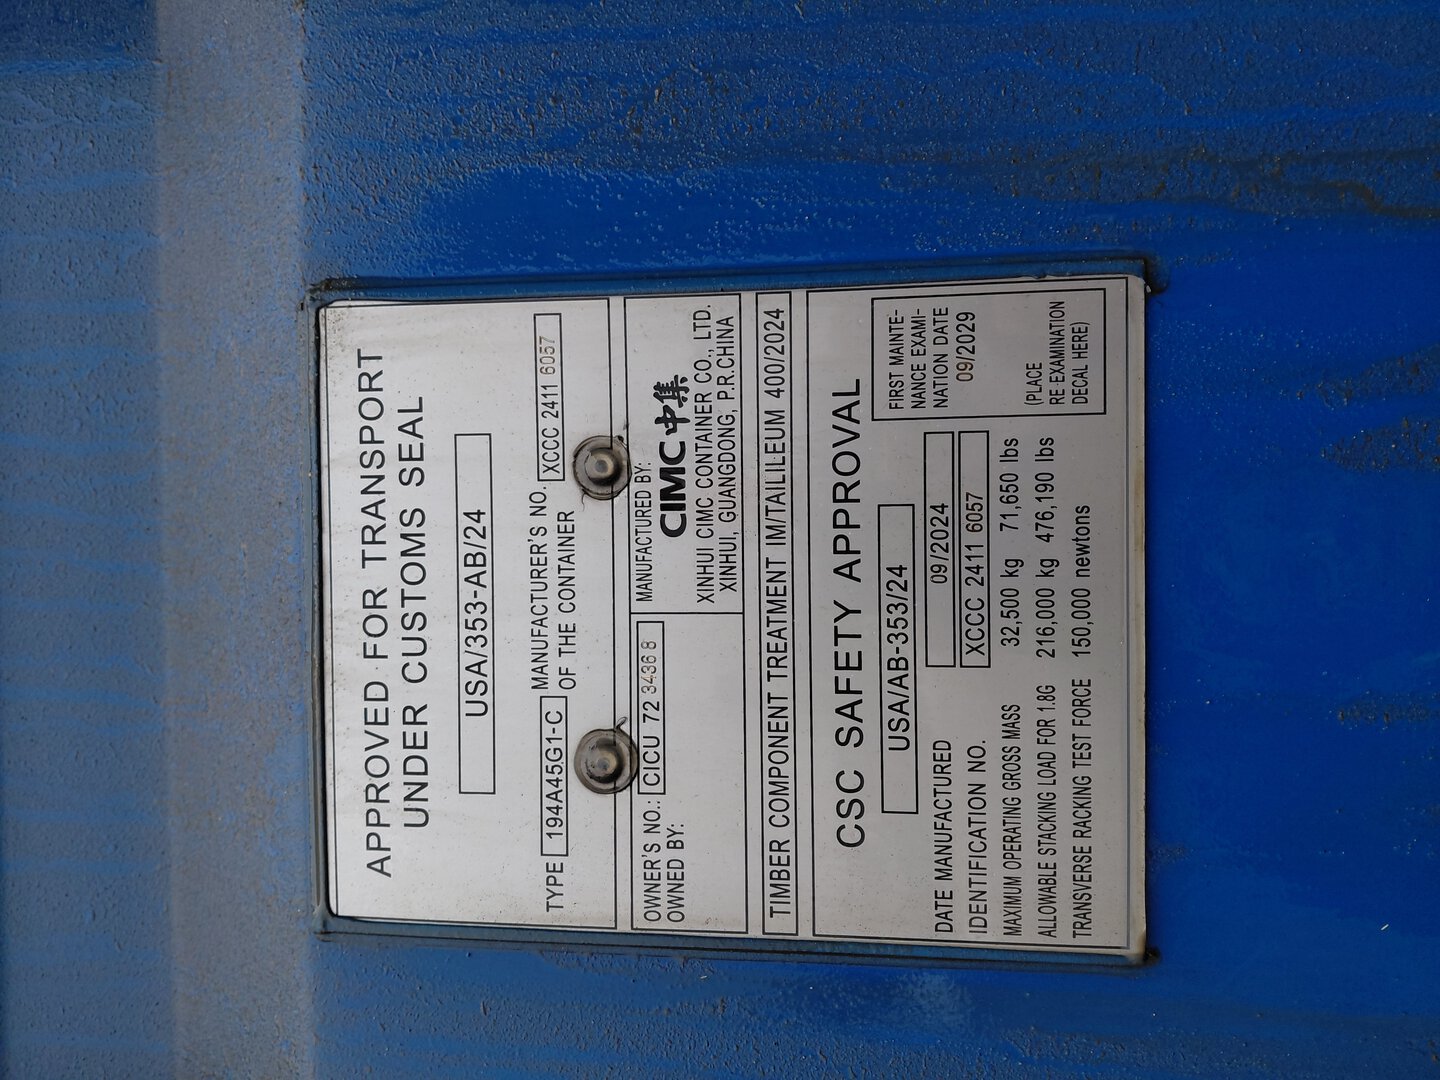 APPROVED FOR TRANSPORT
UNDER CUSTOMS SEAL
USA/353-AB/24
TYPE 194A45G1-C MANUFACTURER'S NO. XCCC 2411 6057
OF THE CONTAINER
OWNER'S NO.: CICU 72 3436 8
OWNED BY:
MANUFACTURED BY:
CIMC中集
XINHUI CIMC CONTAINER CO., LTD.
XINHUI, GUANGDONG, P.R.CHINA
TIMBER COMPONENT TREATMENT IM/TAILILEUM 400/2024
CSC SAFETY APPROVAL
USA/AB-353/24
DATE MANUFACTURED 09/2024
IDENTIFICATION NO. XCCC 2411 6057
MAXIMUM OPERATING GROSS MASS 32,500 kg 71,650 lbs
ALLOWABLE STACKING LOAD FOR 1.8G 216,000 kg 476,190 lbs
TRANSVERSE RACKING TEST FORCE 150,000 newtons
FIRST MAINTE-
NANCE EXAMI-
NATION DATE
09/2029
(PLACE
RE-EXAMINATION
DECAL HERE)